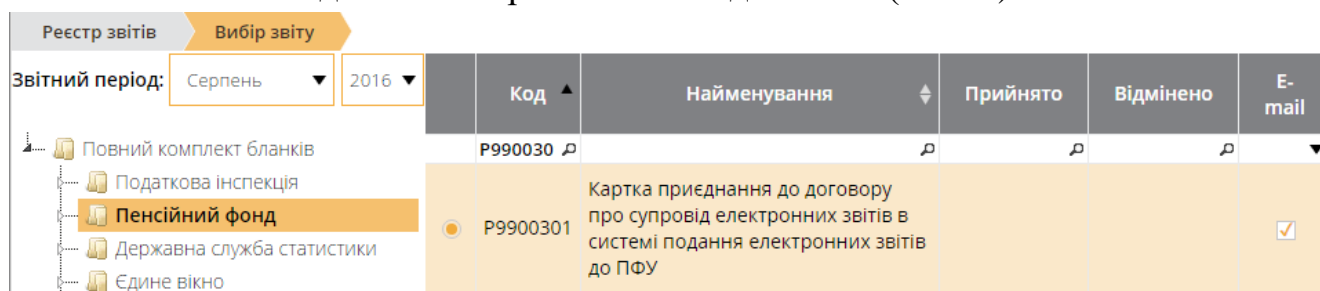 Реєстр звітів
Вибір звіту
Звітний період:
Серпень
2016
Повний комплект бланків
Податкова інспекція
Пенсійний фонд
Державна служба статистики
Єдине вікно
Код
Найменування
Прийнято
Відмінено
E-
mail
P990030
P9900301
Картка приєднання до договору
про супровід електронних звітів в
системі подання електронних звітів
до ПФУ